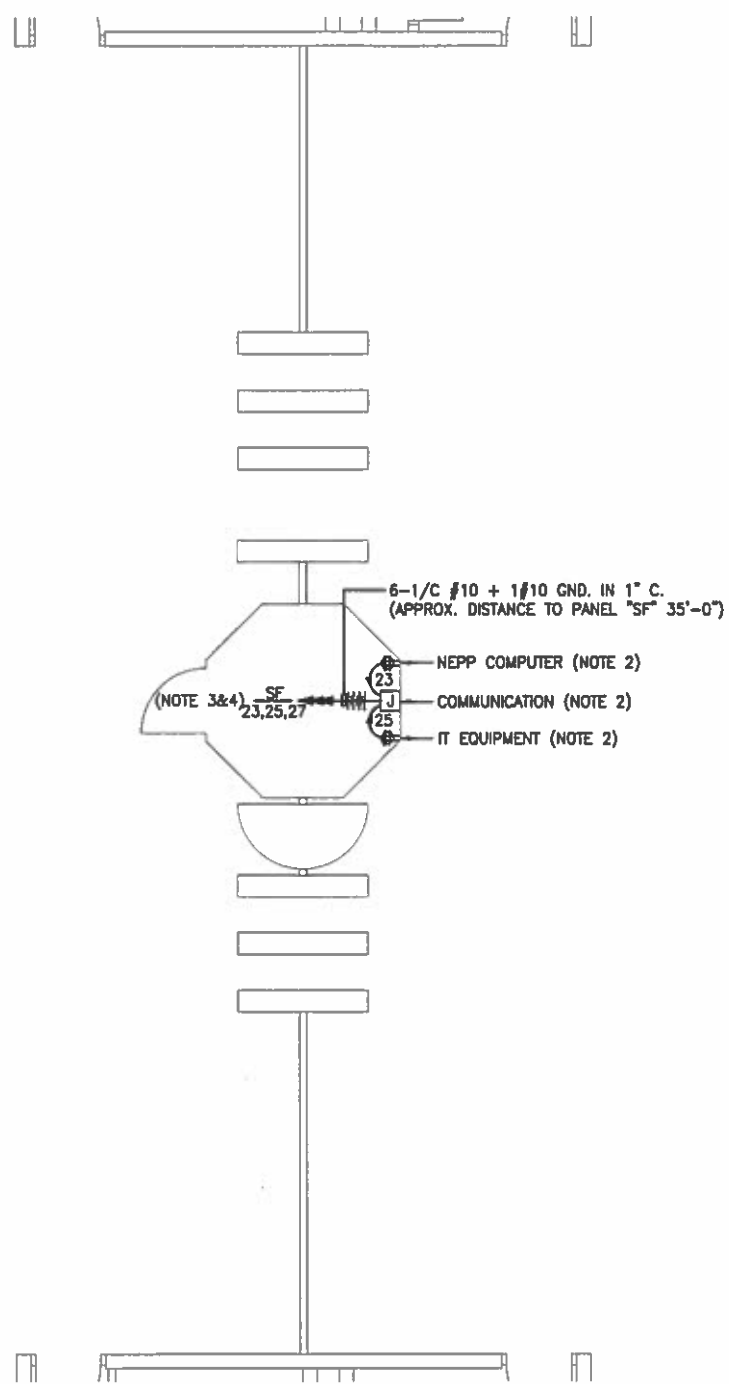 6-1/C #10 + 1#10 GND. IN 1" C.
(APPROX. DISTANCE TO PANEL "SF" 35'-0")
NEPP COMPUTER (NOTE 2)
23
(NOTE 3&4) SF
23,25,27
J
COMMUNICATION (NOTE 2)
25
IT EQUIPMENT (NOTE 2)